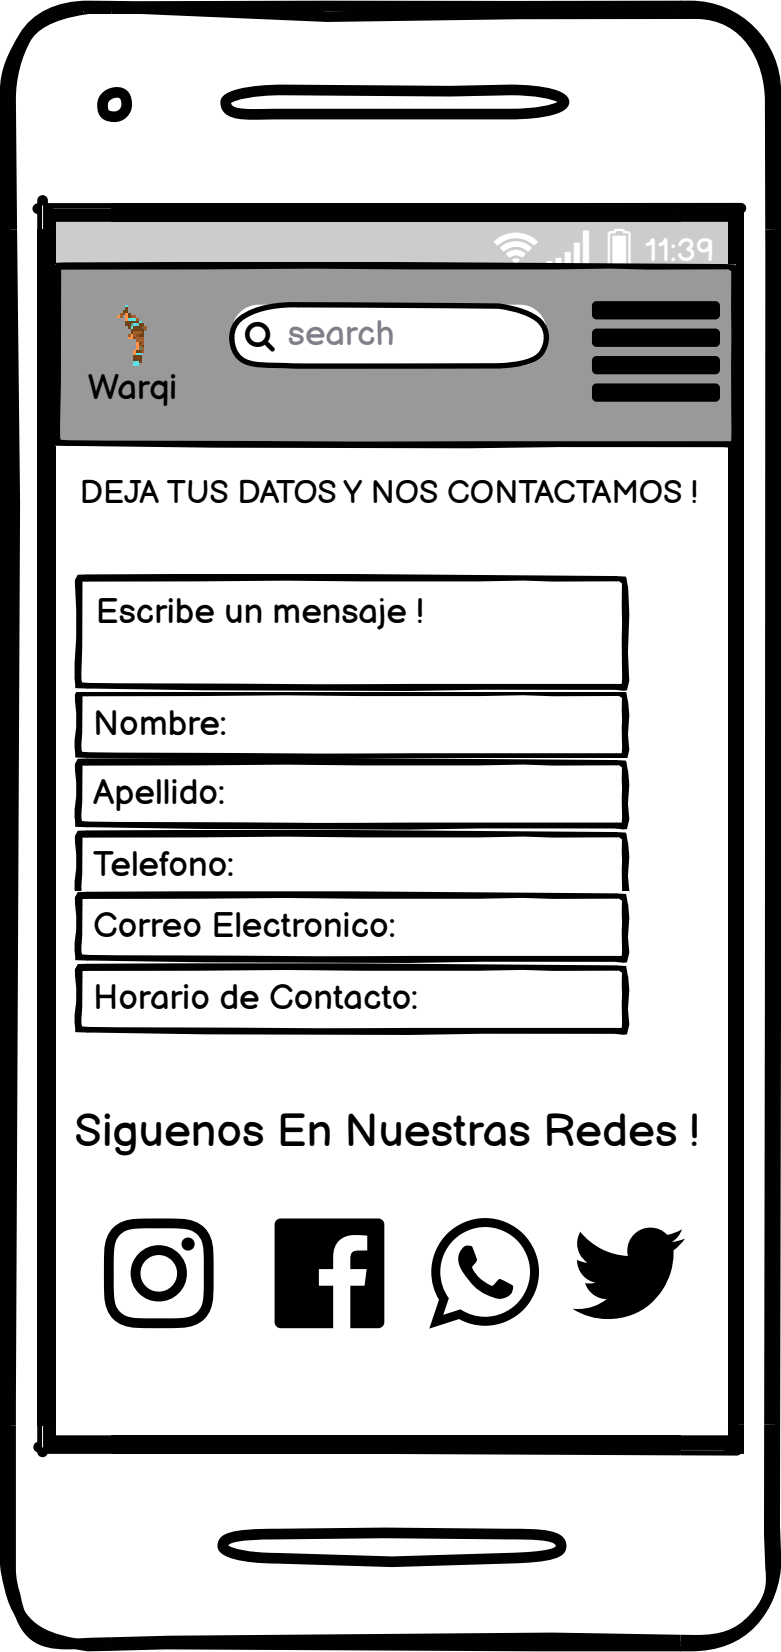 11:39
search
Warqi
DEJA TUS DATOS Y NOS CONTACTAMOS !
Escribe un mensaje !
Nombre:
Apellido:
Telefono:
Correo Electronico:
Horario de Contacto:
Siguenos En Nuestras Redes !